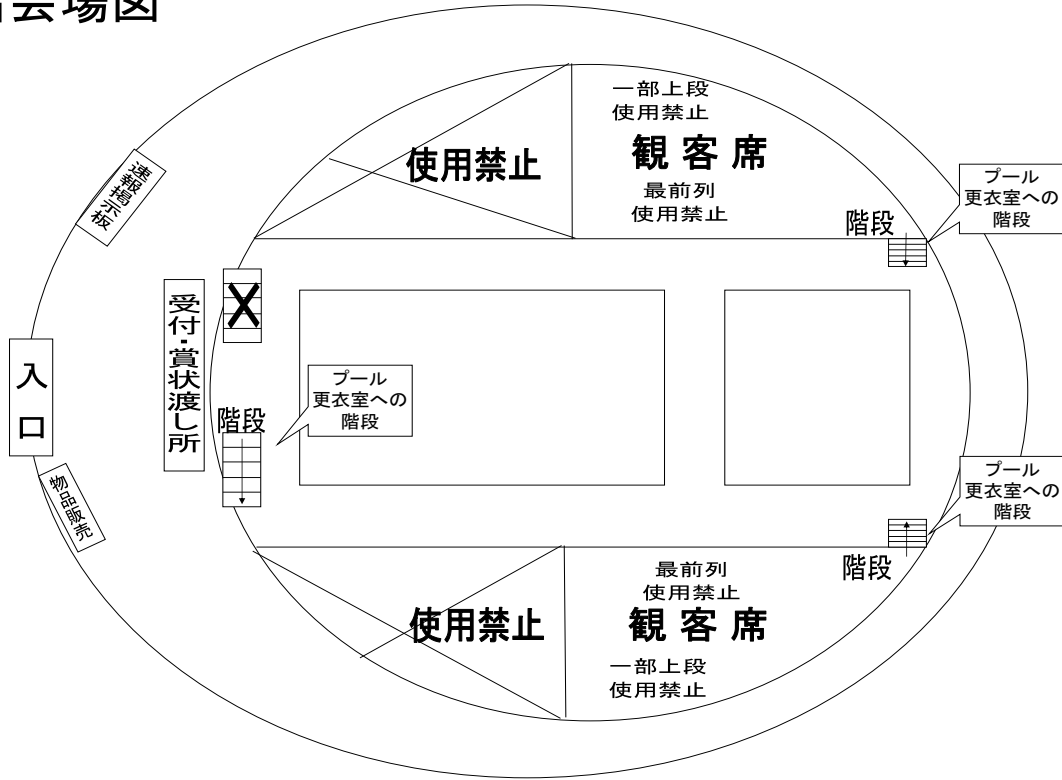 会場図
一部上段
使用禁止
使用禁止
観客席
最前列
使用禁止
階段
プール
更衣室への
階段
速報掲示板
受付・賞状渡し所
入口
プール
更衣室への
階段
階段
物品販売
プール
更衣室への
階段
階段
最前列
使用禁止
使用禁止
観客席
一部上段
使用禁止